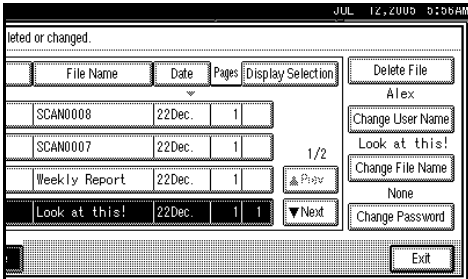 JUL 12,2005 5:56AM
leted or changed.
File Name Date Pages Display Selection Delete File
Alex
SCAN0008 22Dec. 1 Change User Name
SCAN0007 22Dec. 1 Look at this!
1/2
Change File Name
Weekly Report 22Dec. 1 ▲Prev. None
Look at this! 22Dec. 1 1 ▼Next Change Password
Exit